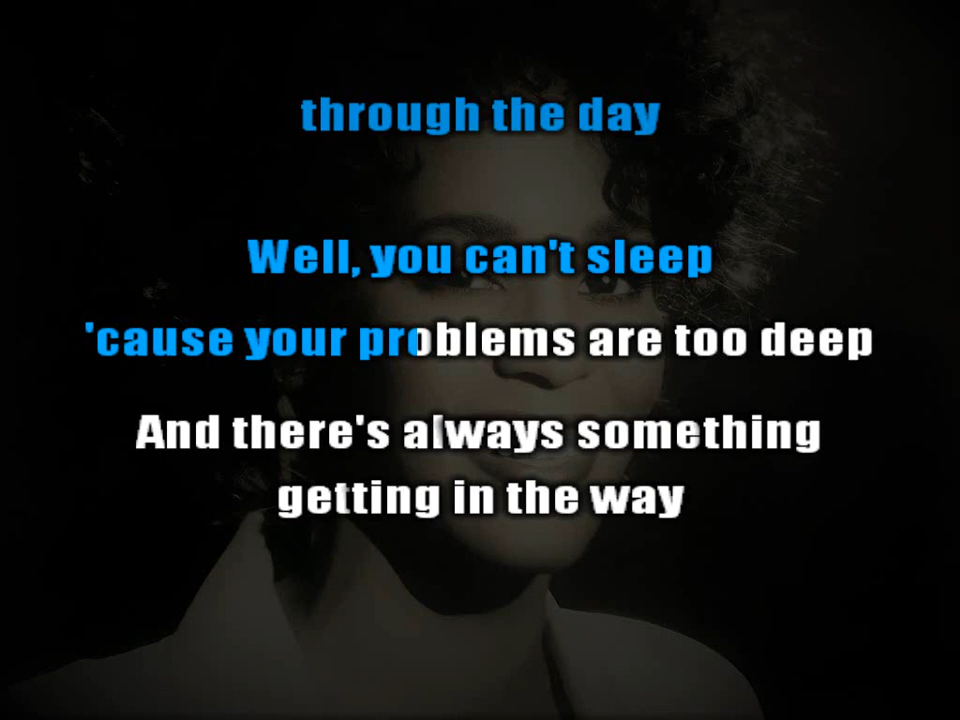 through the day
Well, you can't sleep
'cause your problems are too deep
And there's always something
getting in the way